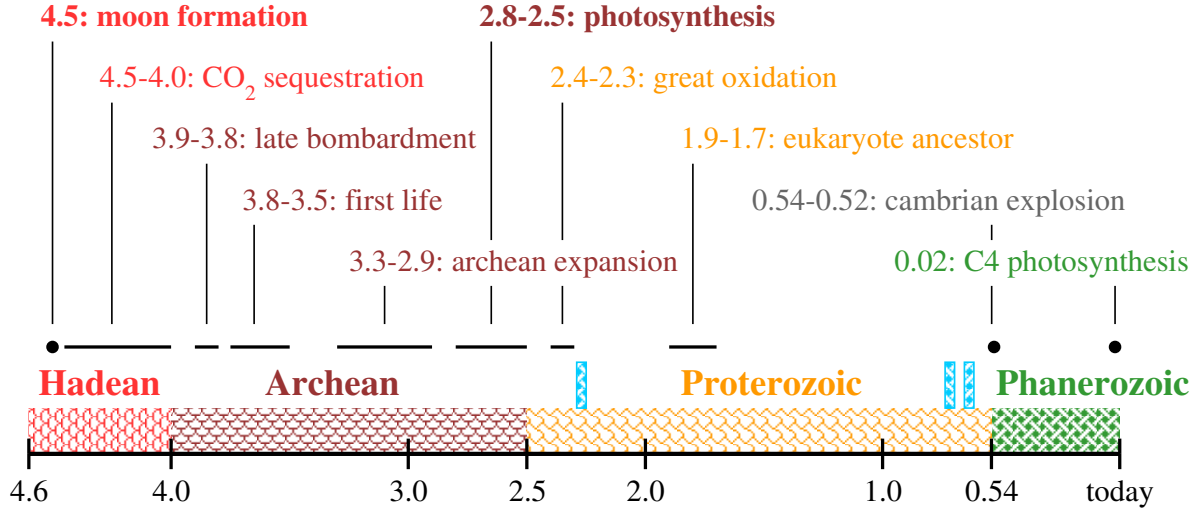 4.5: moon formation
2.8-2.5: photosynthesis
4.5-4.0: CO₂ sequestration
2.4-2.3: great oxidation
3.9-3.8: late bombardment
1.9-1.7: eukaryote ancestor
3.8-3.5: first life
0.54-0.52: cambrian explosion
3.3-2.9: archean expansion
0.02: C4 photosynthesis
Hadean
Archean
Proterozoic
Phanerozoic
4.6
4.0
3.0
2.5
2.0
1.0
0.54
today